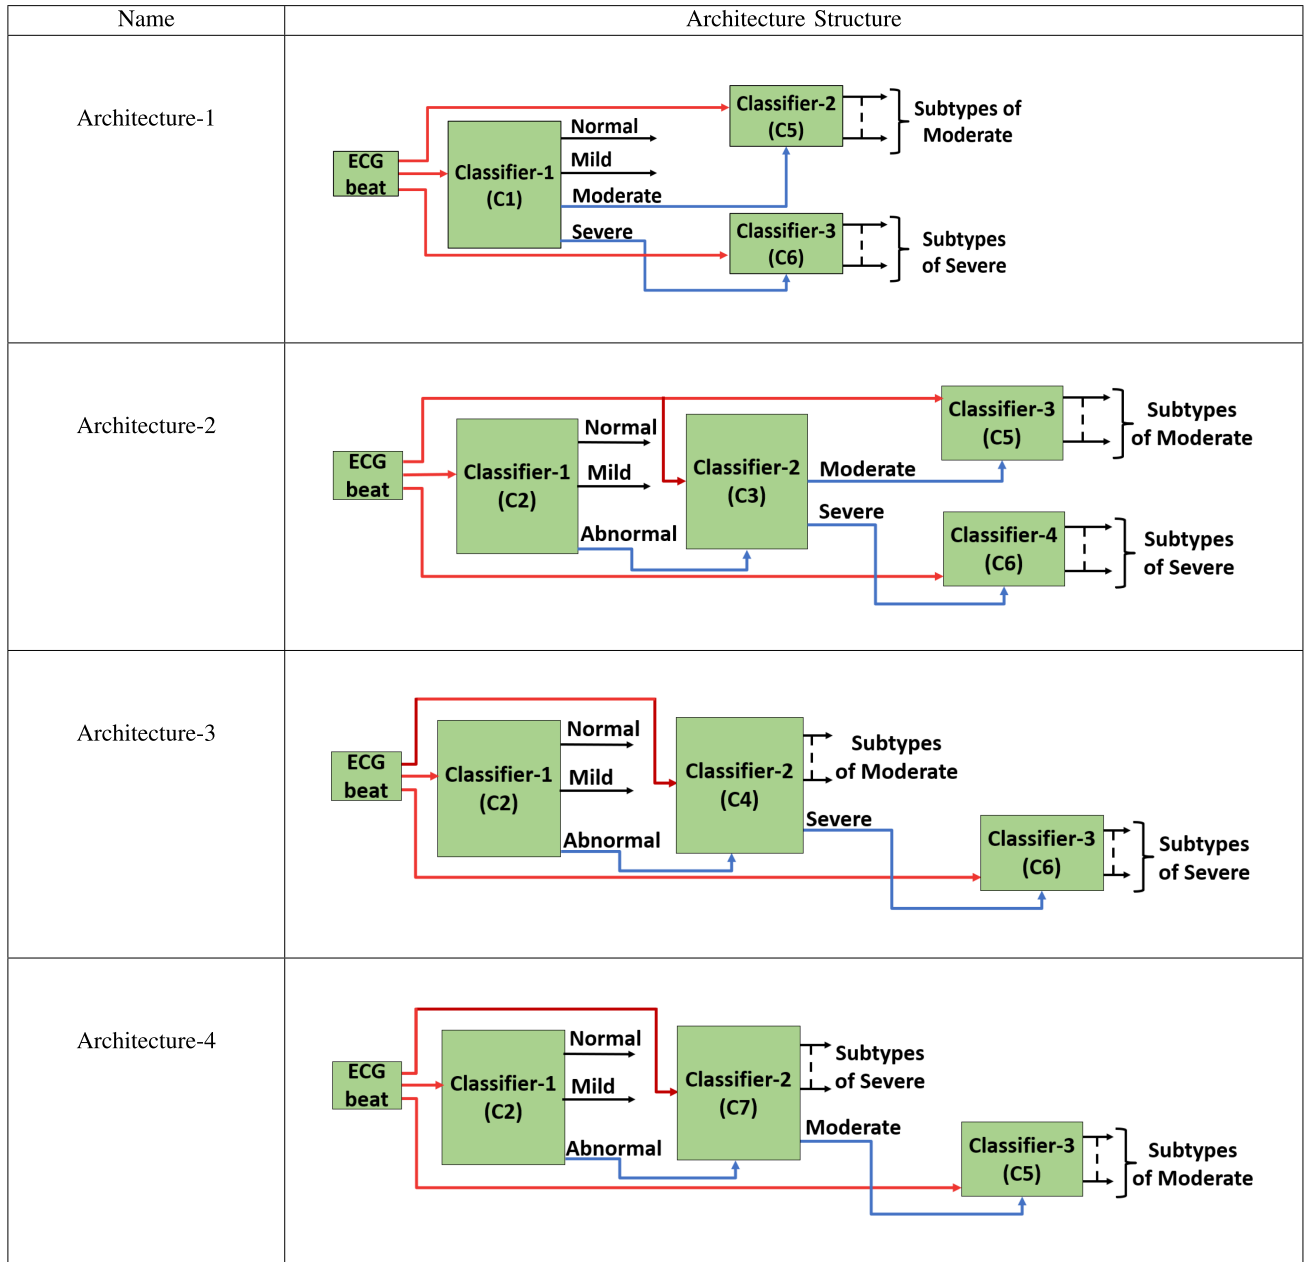 Name
Architecture Structure
Architecture-1
ECG
beat
Classifier-1
(C1)
Normal
Mild
Moderate
Severe
Classifier-2
(C5)
Subtypes of
Moderate
Classifier-3
(C6)
Subtypes
of Severe
Architecture-2
ECG
beat
Classifier-1
(C2)
Normal
Mild
Abnormal
Classifier-2
(C3)
Moderate
Severe
Classifier-3
(C5)
Subtypes
of Moderate
Classifier-4
(C6)
Subtypes
of Severe
Architecture-3
ECG
beat
Classifier-1
(C2)
Normal
Mild
Abnormal
Classifier-2
(C4)
Subtypes
of Moderate
Severe
Classifier-3
(C6)
Subtypes
of Severe
Architecture-4
ECG
beat
Classifier-1
(C2)
Normal
Mild
Abnormal
Classifier-2
(C7)
Subtypes
of Severe
Moderate
Classifier-3
(C5)
Subtypes
of Moderate